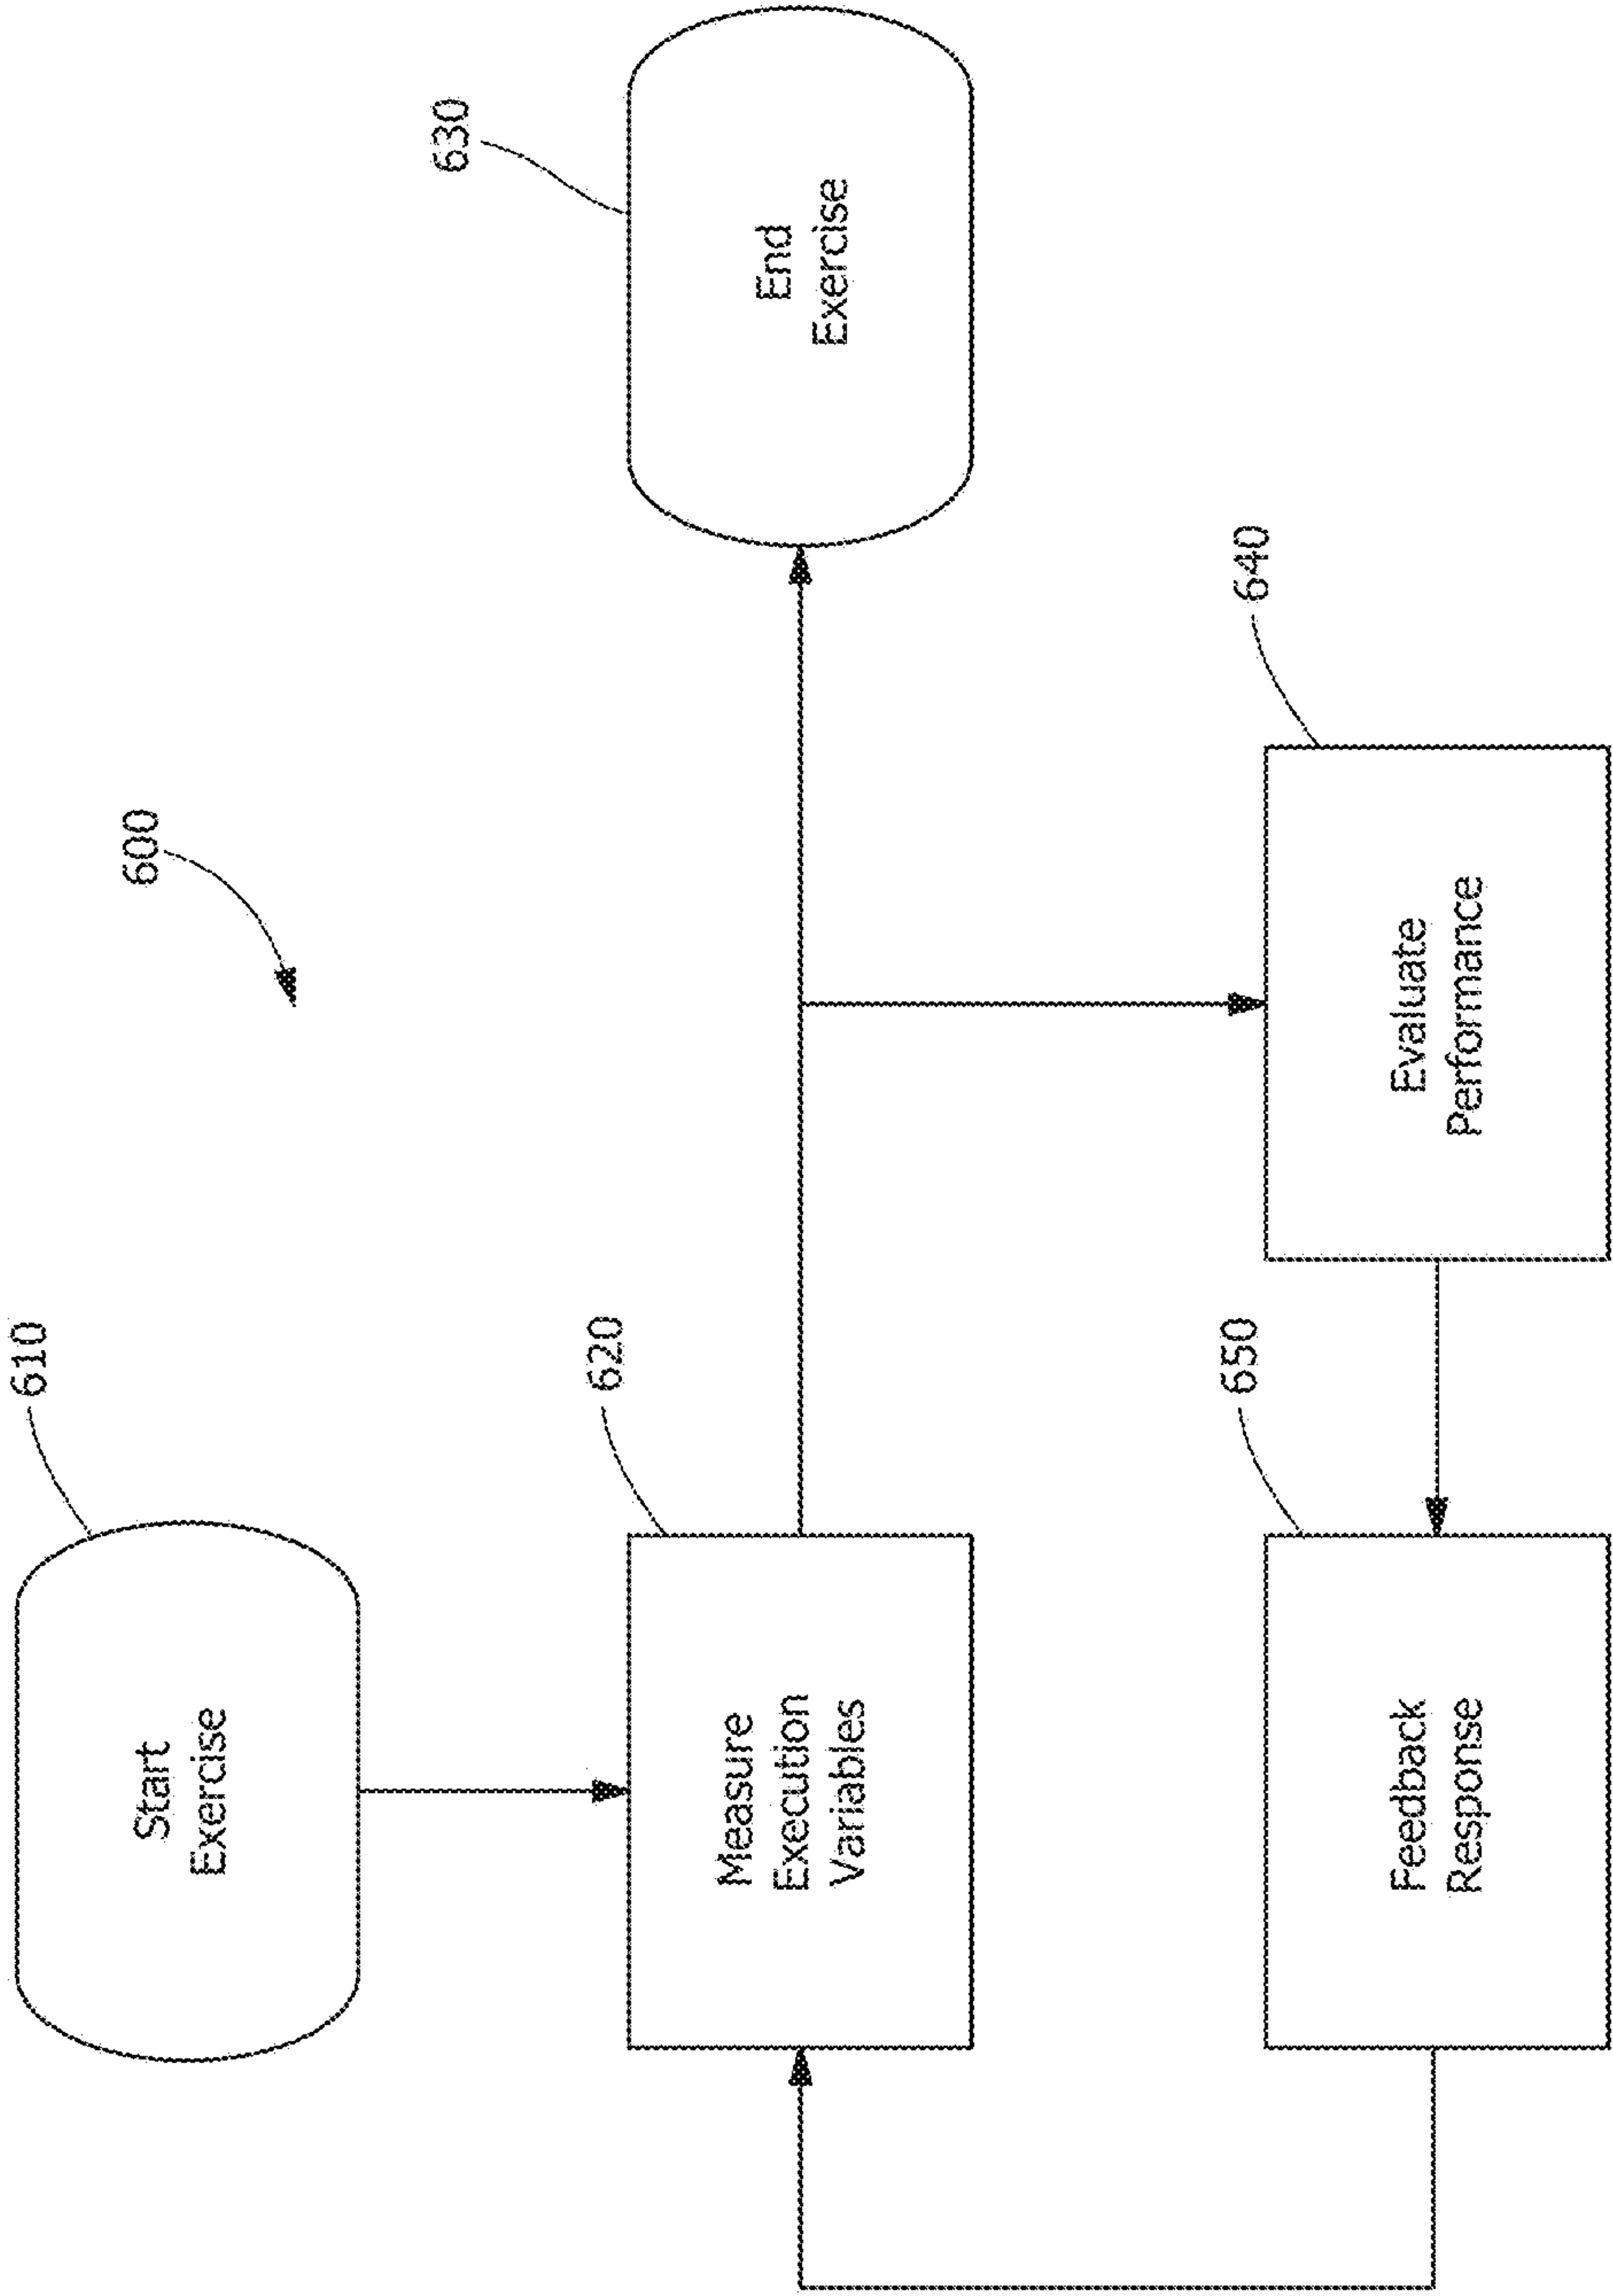 600
610
Start
Exercise
620
Measure
Execution
Variables
630
End
Exercise
640
Evaluate
Performance
650
Feedback
Response